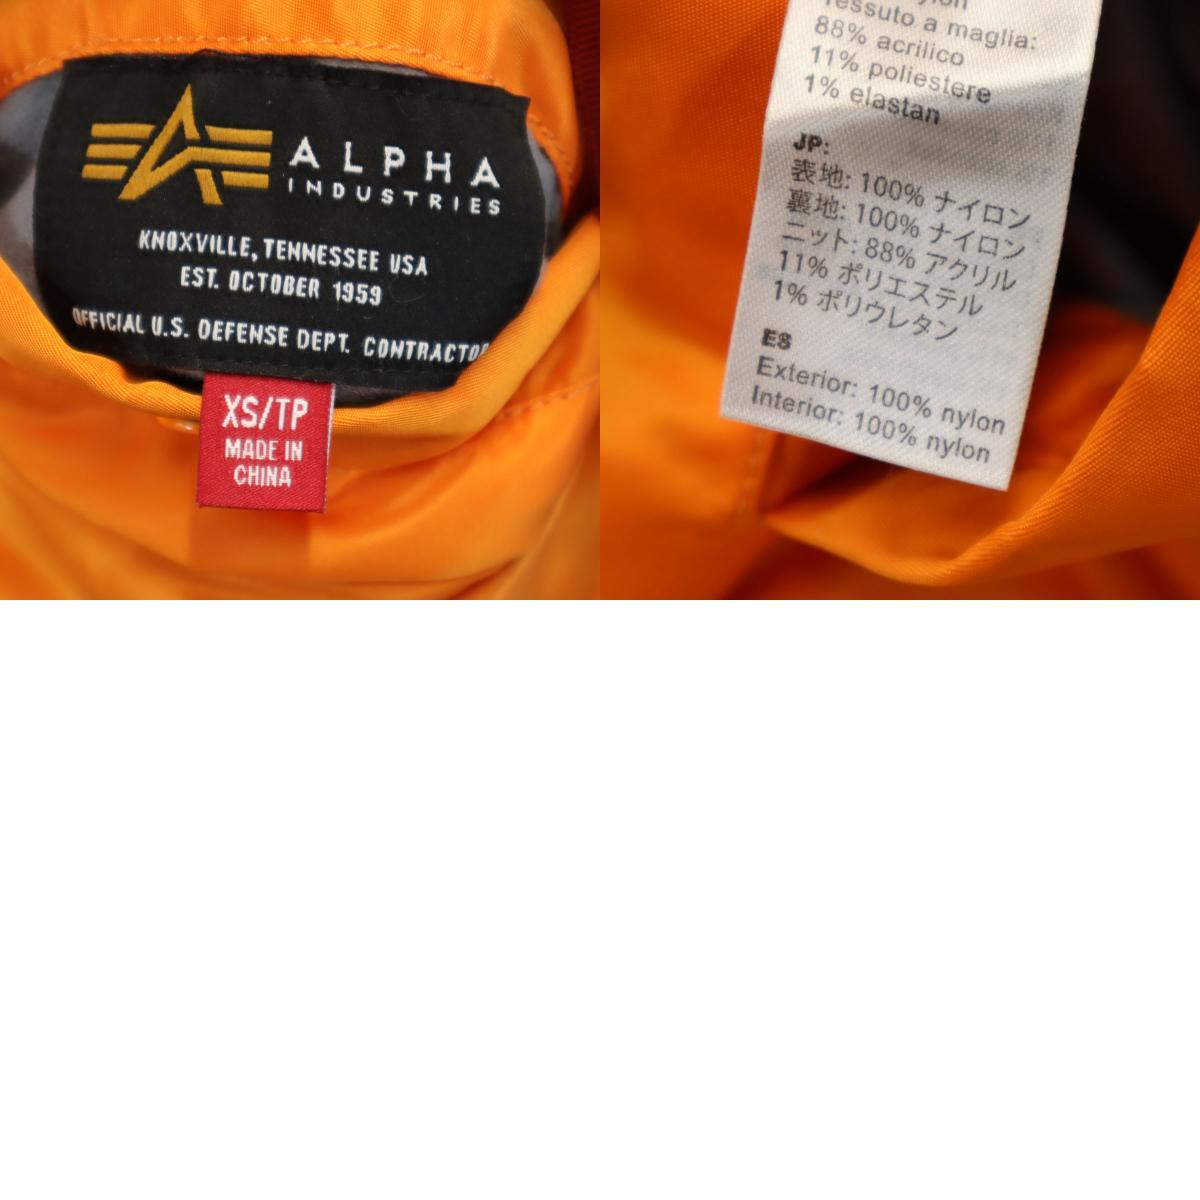 ALPHA
INDUSTRIES
KNOXVILLE, TENNESSEE USA
EST. OCTOBER 1959
OFFICIAL U.S. DEFENSE DEPT. CONTRACTOR
XS/TP
MADE IN
CHINA
a maglia:
88% acrilico
11% poliestere
1% elastan
JP:
表地: 100% ナイロン
裏地: 100% ナイロン
ニット: 88% アクリル
11% ポリエステル
1% ポリウレタン
ES
Exterior: 100% nylon
Interior: 100% nylon